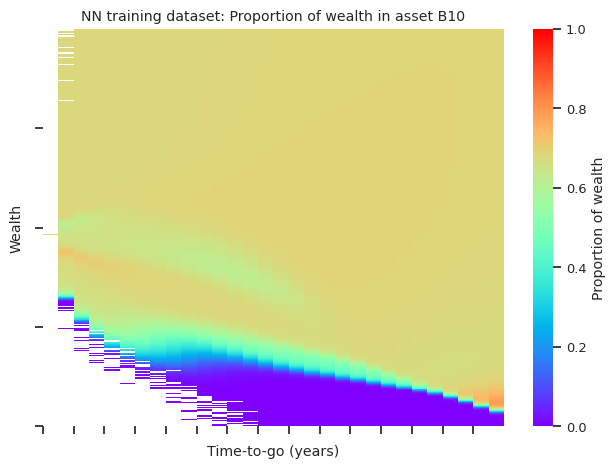 NN training dataset: Proportion of wealth in asset B10
Wealth
Time-to-go (years)
1.0
0.8
0.6
0.4
0.2
0.0
Proportion of wealth